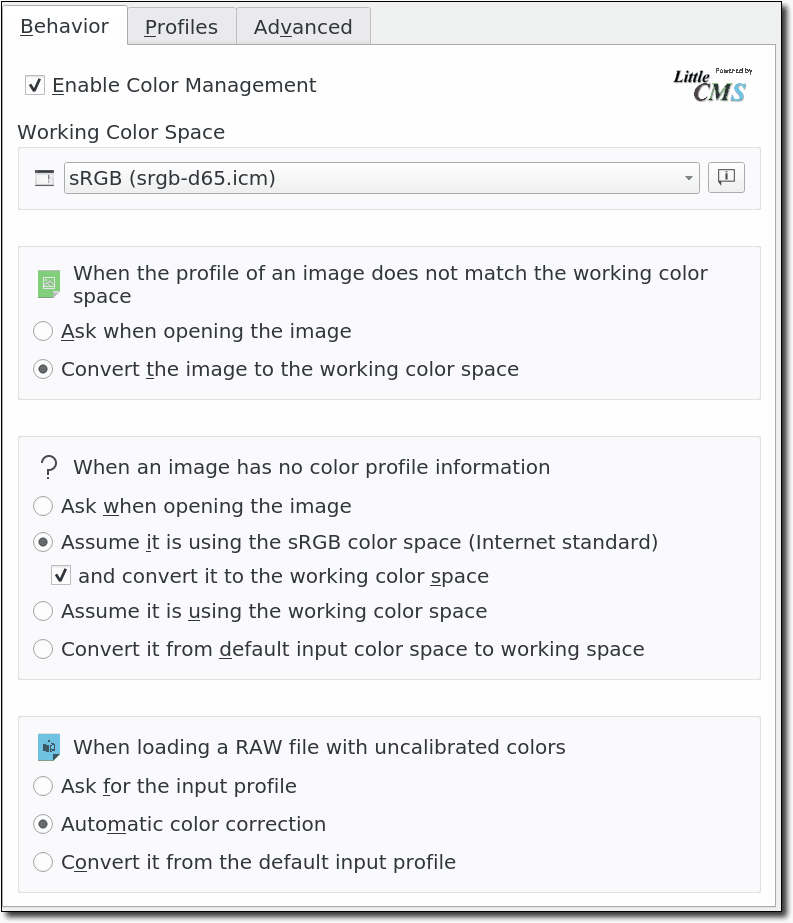 Behavior
Profiles
Advanced
Enable Color Management
Powered by
Little
CMS
Working Color Space
sRGB (srgb-d65.icm)
When the profile of an image does not match the working color
space
Ask when opening the image
Convert the image to the working color space
When an image has no color profile information
Ask when opening the image
Assume it is using the sRGB color space (Internet standard)
and convert it to the working color space
Assume it is using the working color space
Convert it from default input color space to working space
When loading a RAW file with uncalibrated colors
Ask for the input profile
Automatic color correction
Convert it from the default input profile